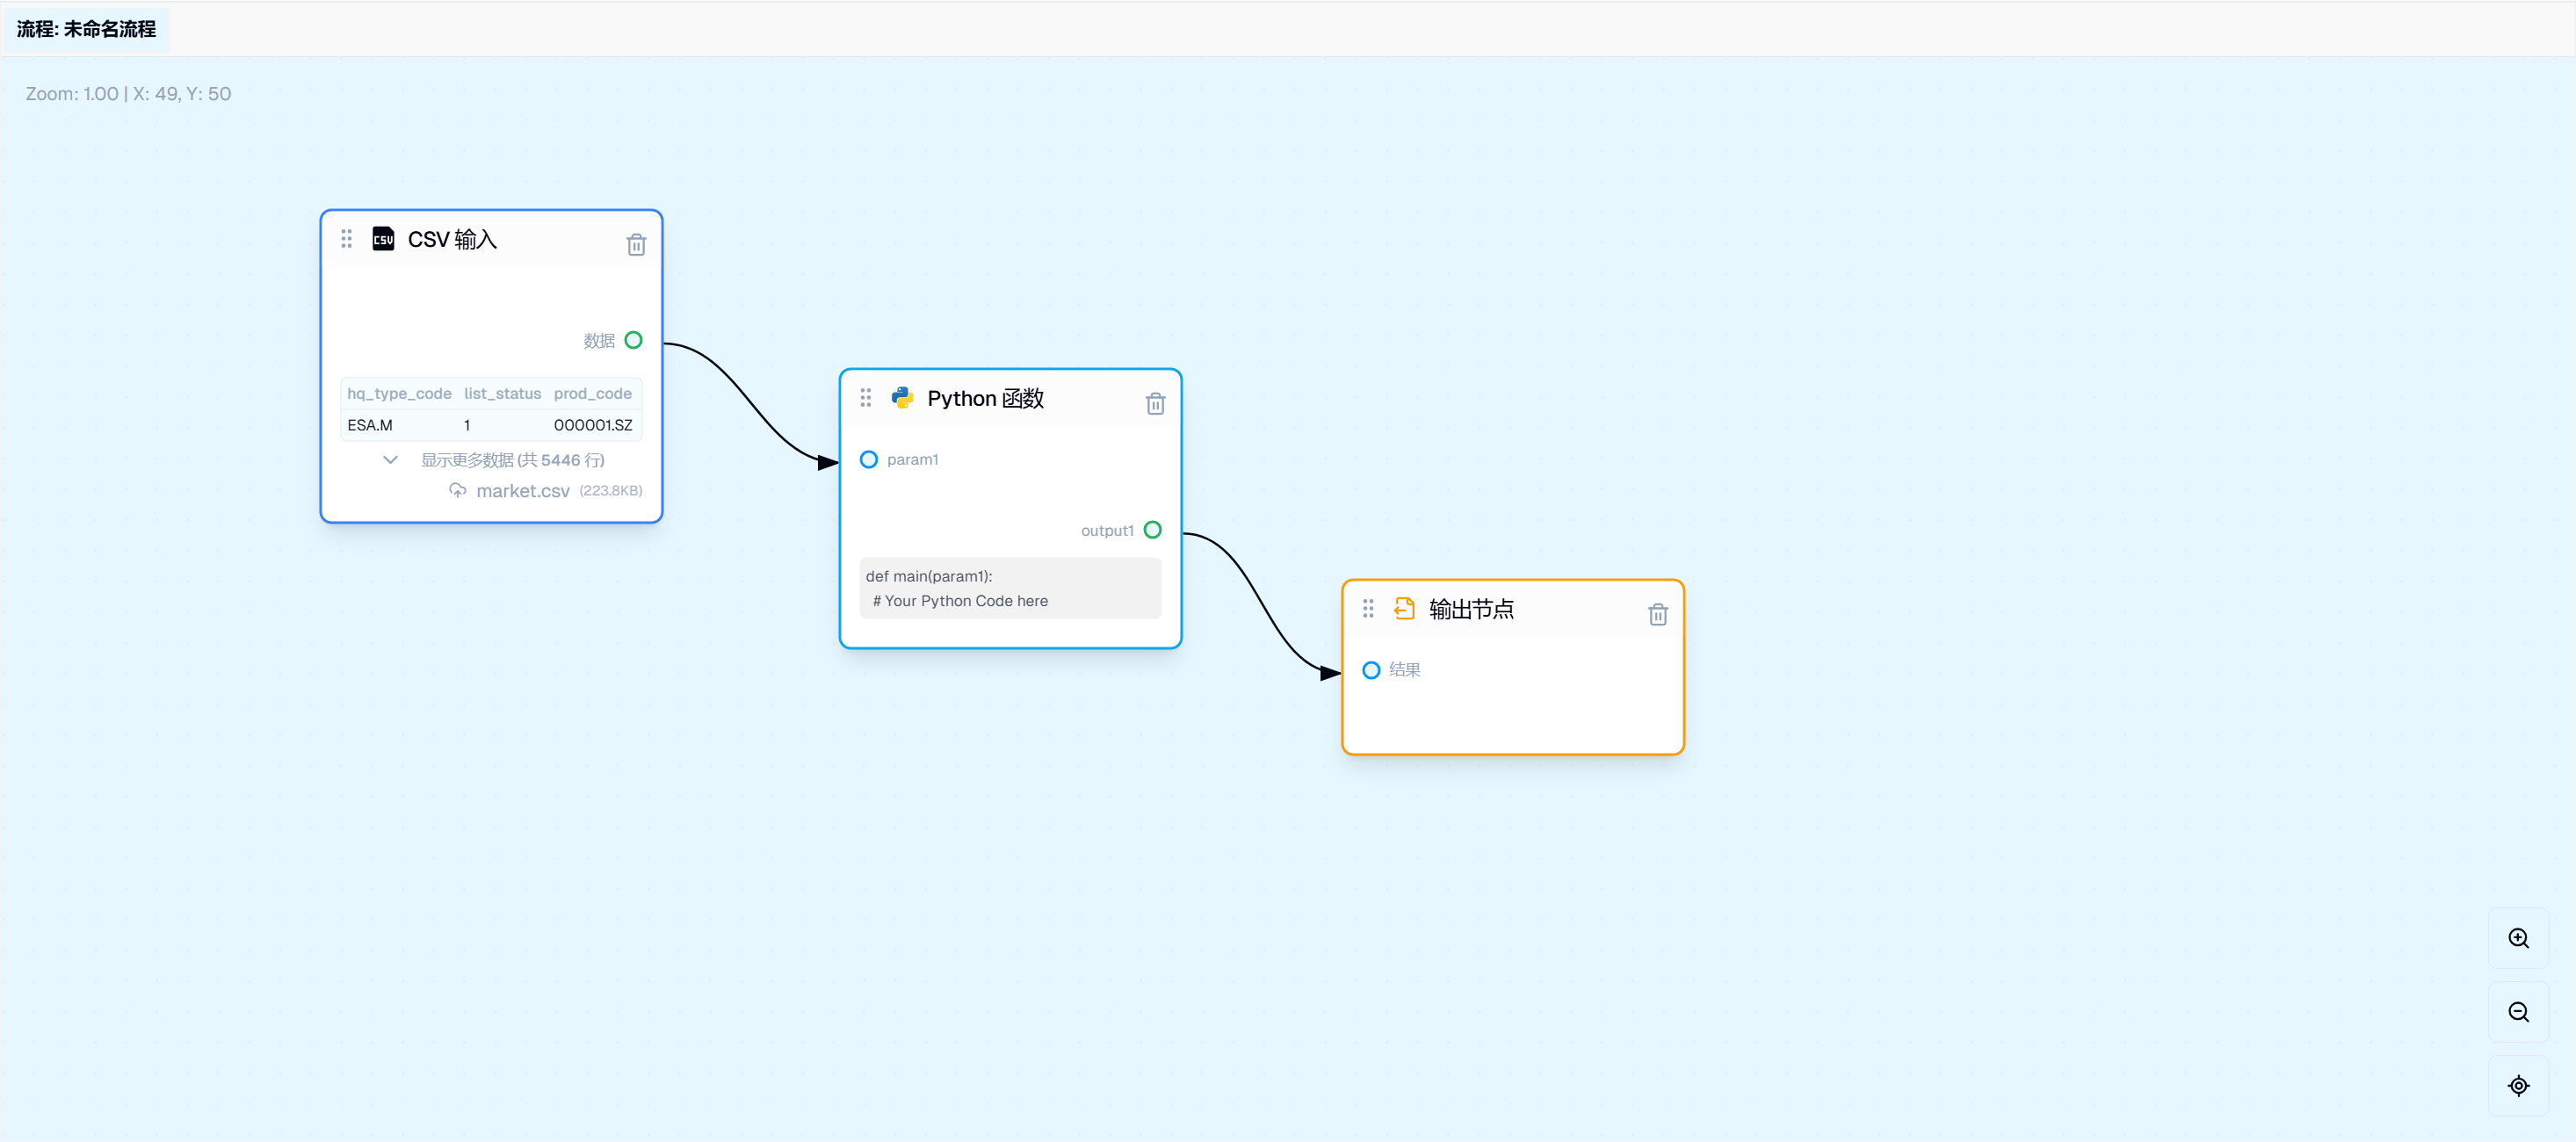 流程: 未命名流程
Zoom: 1.00 | X: 49, Y: 50
CSV CSV 输入
数据
hq_type_code list_status prod_code
ESA.M 1 000001.SZ
显示更多数据 (共 5446 行)
market.csv (223.8KB)
Python 函数
param1
output1
def main(param1):
# Your Python Code here
输出节点
结果